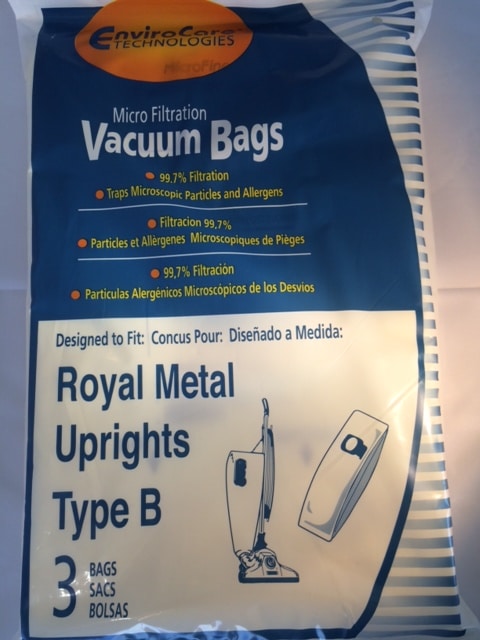 EnviroCare
TECHNOLOGIES
Micro Filtration
Vacuum Bags
99.7% Filtration
Traps Microscopic Particles and Allergens
Filtracion 99,7%
Particles et Allèrgenes Microscopiques de Pièges
99,7% Filtración
Particulas Alergénicos Microscópicos de los Desvios
Designed to Fit: Concus Pour: Diseñado a Medida:
Royal Metal
Uprights
Type B
3 BAGS
SACS
BOLSAS